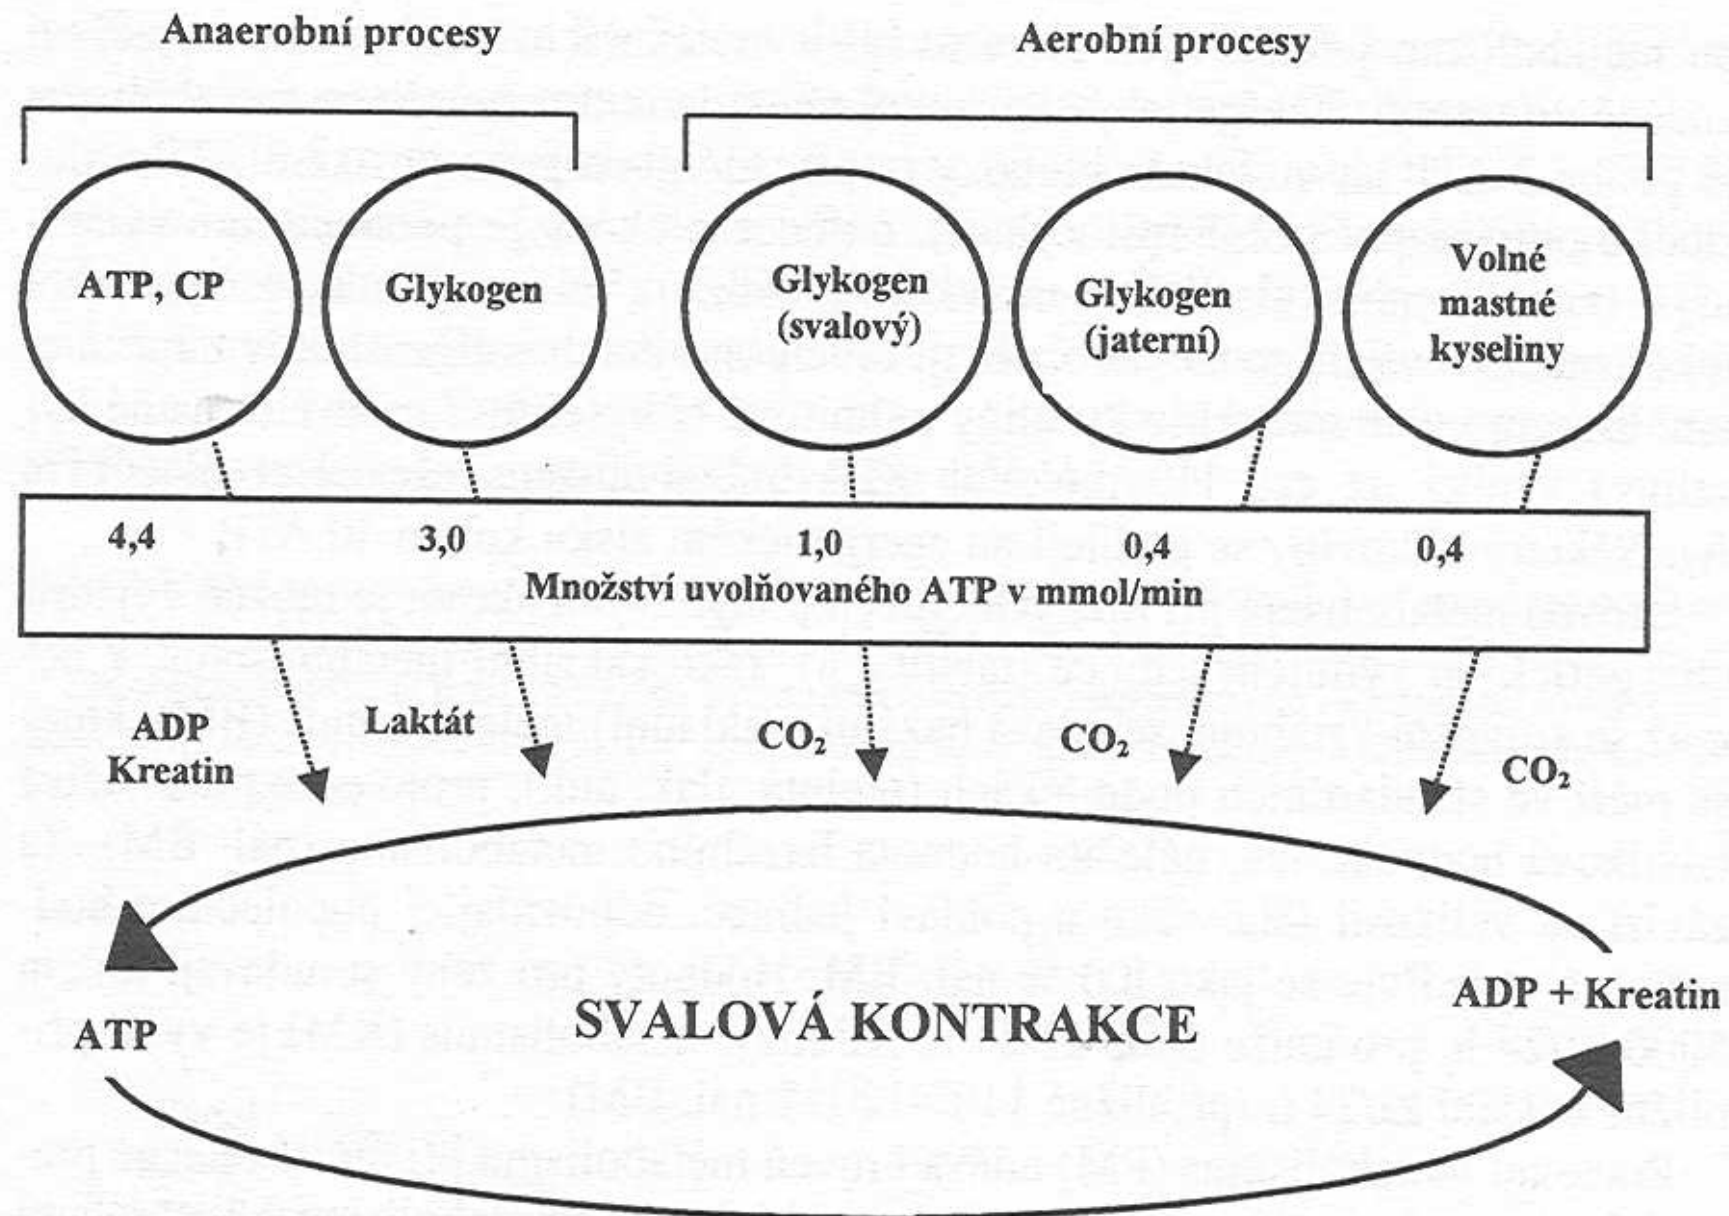 Anaerobní procesy
Aerobní procesy
ATP, CP
Glykogen
Glykogen
(svalový)
Glykogen
(jaterní)
Volné
mastné
kyseliny
4,4
3,0
1,0
0,4
0,4
Množství uvolňovaného ATP v mmol/min
ADP
Kreatin
Laktát
CO₂
CO₂
CO₂
ATP
SVALOVÁ KONTRAKCE
ADP + Kreatin